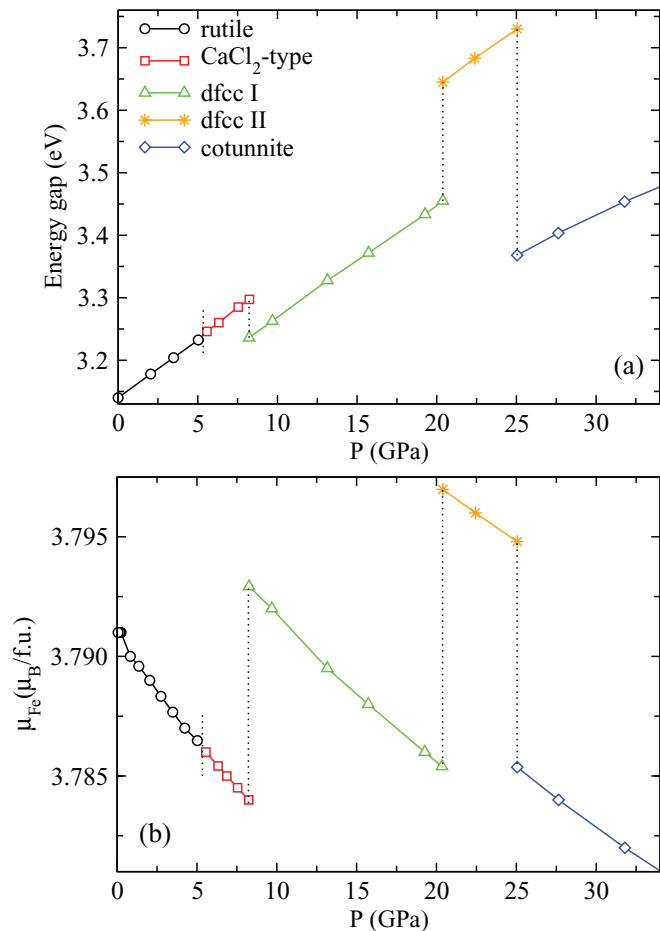 3.7
3.6
3.5
3.4
3.3
3.2
Energy gap (eV)
rutile
CaCl₂-type
dfcc I
dfcc II
cotunnite
(a)
0 5 10 15 20 25 30
P (GPa)
3.795
3.790
3.785
μ_Fe(μ_B/f.u.)
(b)
0 5 10 15 20 25 30
P (GPa)